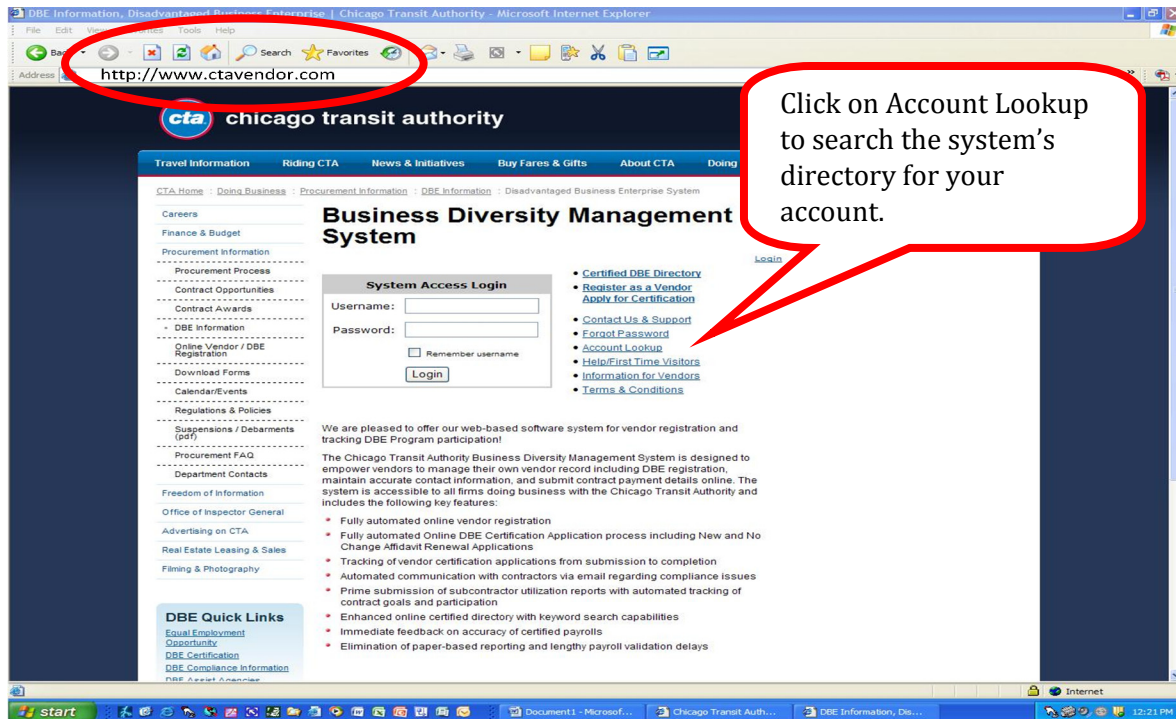 DBE Information, Disadvantaged Business Enterprise | Chicago Transit Authority - Microsoft Internet Explorer
File Edit View Favorites Tools Help
Search Favorites
Address
http://www.ctavendor.com
Click on Account Lookup
to search the system's
directory for your
account.
cta chicago transit authority
Travel Information Riding CTA News & Initiatives Buy Fares & Gifts About CTA Doing
CTA Home : Doing Business : Procurement Information : DBE Information : Disadvantaged Business Enterprise System
Careers
Finance & Budget
Procurement Information
Procurement Process
Contract Opportunities
Contract Awards
DBE Information
Online Vendor / DBE
Registration
Download Forms
Calendar/Events
Regulations & Policies
Suspensions / Debarments
(pdf)
Procurement FAQ
Department Contacts
Freedom of Information
Office of Inspector General
Advertising on CTA
Real Estate Leasing & Sales
Filming & Photography
DBE Quick Links
Equal Employment
Opportunity
DBE Certification
DBE Compliance Information
DBE Assist Agencies
Business Diversity Management
System
Login
System Access Login
Username:
Password:
Remember username
Login
• Certified DBE Directory
• Register as a Vendor
Apply for Certification
• Contact Us & Support
• Forgot Password
• Account Lookup
• Help/First Time Visitors
• Information for Vendors
• Terms & Conditions
We are pleased to offer our web-based software system for vendor registration and
tracking DBE Program participation!
The Chicago Transit Authority Business Diversity Management System is designed to
empower vendors to manage their own vendor record including DBE registration,
maintain accurate contact information, and submit contract payment details online. The
system is accessible to all firms doing business with the Chicago Transit Authority and
includes the following key features:
• Fully automated online vendor registration
• Fully automated Online DBE Certification Application process including New and No
Change Affidavit Renewal Applications
• Tracking of vendor certification applications from submission to completion
• Automated communication with contractors via email regarding compliance issues
• Prime submission of subcontractor utilization reports with automated tracking of
contract goals and participation
• Enhanced online certified directory with keyword search capabilities
• Immediate feedback on accuracy of certified payrolls
• Elimination of paper-based reporting and lengthy payroll validation delays
Internet
start
Document1 - Microsof...
Chicago Transit Auth...
DBE Information, Dis...
12:21 PM